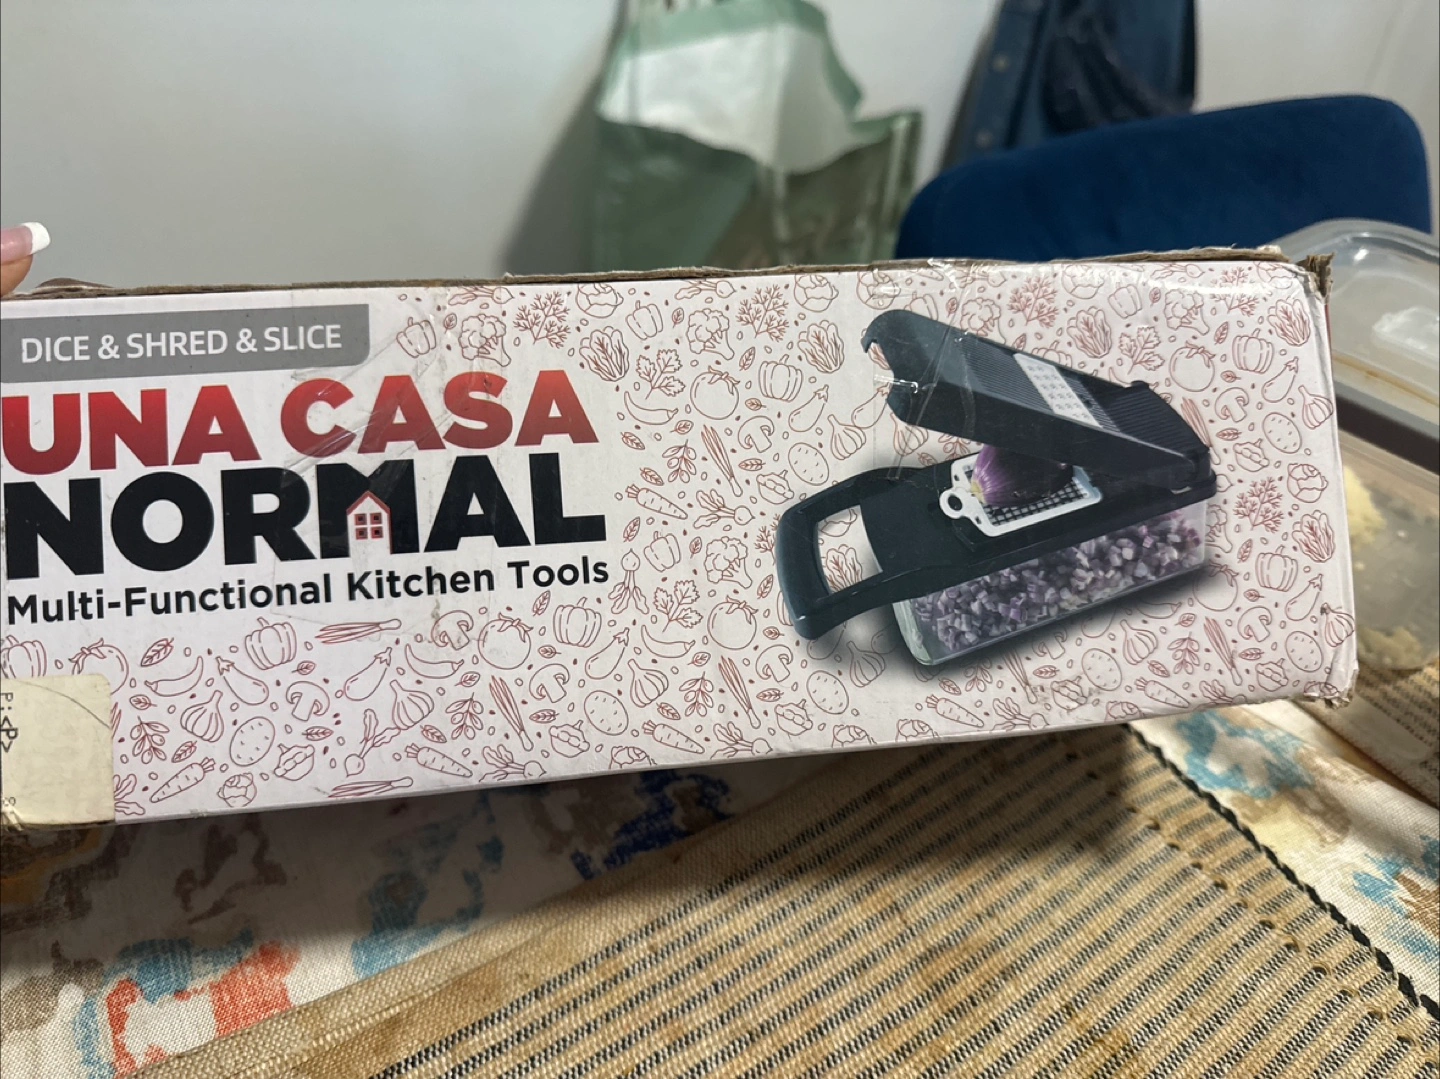 DICE & SHRED & SLICE
UNA CASA
NORMAL
Multi-Functional Kitchen Tools